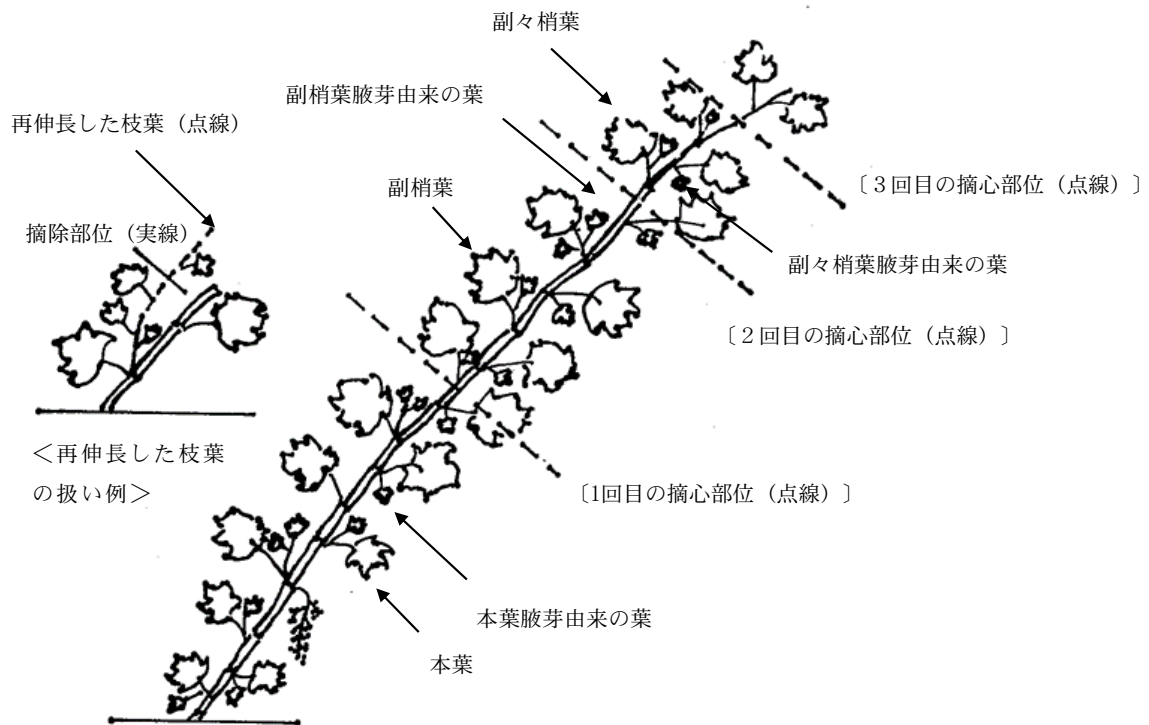 副々梢葉
副梢葉腋芽由来の葉
再伸長した枝葉（点線）
副梢葉
〔３回目の摘心部位（点線）〕
摘除部位（実線）
副々梢葉腋芽由来の葉
〔２回目の摘心部位（点線）〕
＜再伸長した枝葉
の扱い例＞
〔1回目の摘心部位（点線）〕
本葉腋芽由来の葉
本葉